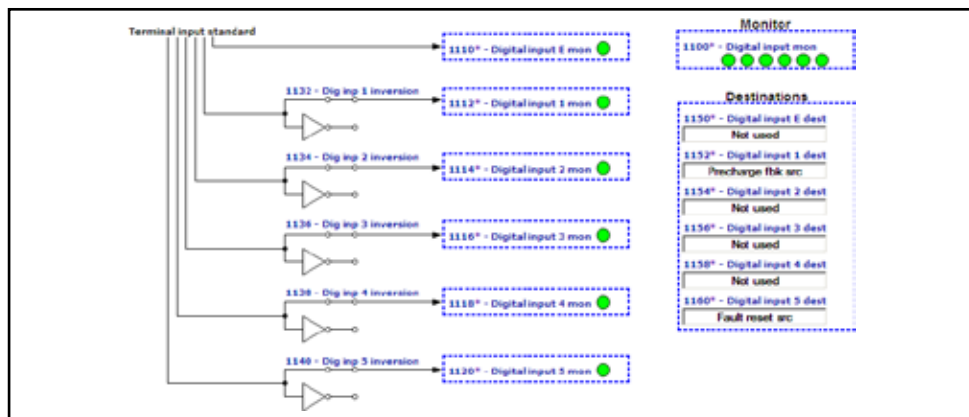 Terminal input standard
1110* - Digital input E mon
1132 - Dig inp 1 inversion
1112* - Digital input 1 mon
1134 - Dig inp 2 inversion
1114* - Digital input 2 mon
1136 - Dig inp 3 inversion
1116* - Digital input 3 mon
1138 - Dig inp 4 inversion
1118* - Digital input 4 mon
1140 - Dig inp 5 inversion
1120* - Digital input 5 mon
Monitor
1100* - Digital input mon
Destinations
1150* - Digital input E dest
Not used
1152* - Digital input 1 dest
Precharge fbk src
1154* - Digital input 2 dest
Not used
1156* - Digital input 3 dest
Not used
1158* - Digital input 4 dest
Not used
1160* - Digital input 5 dest
Fault reset src